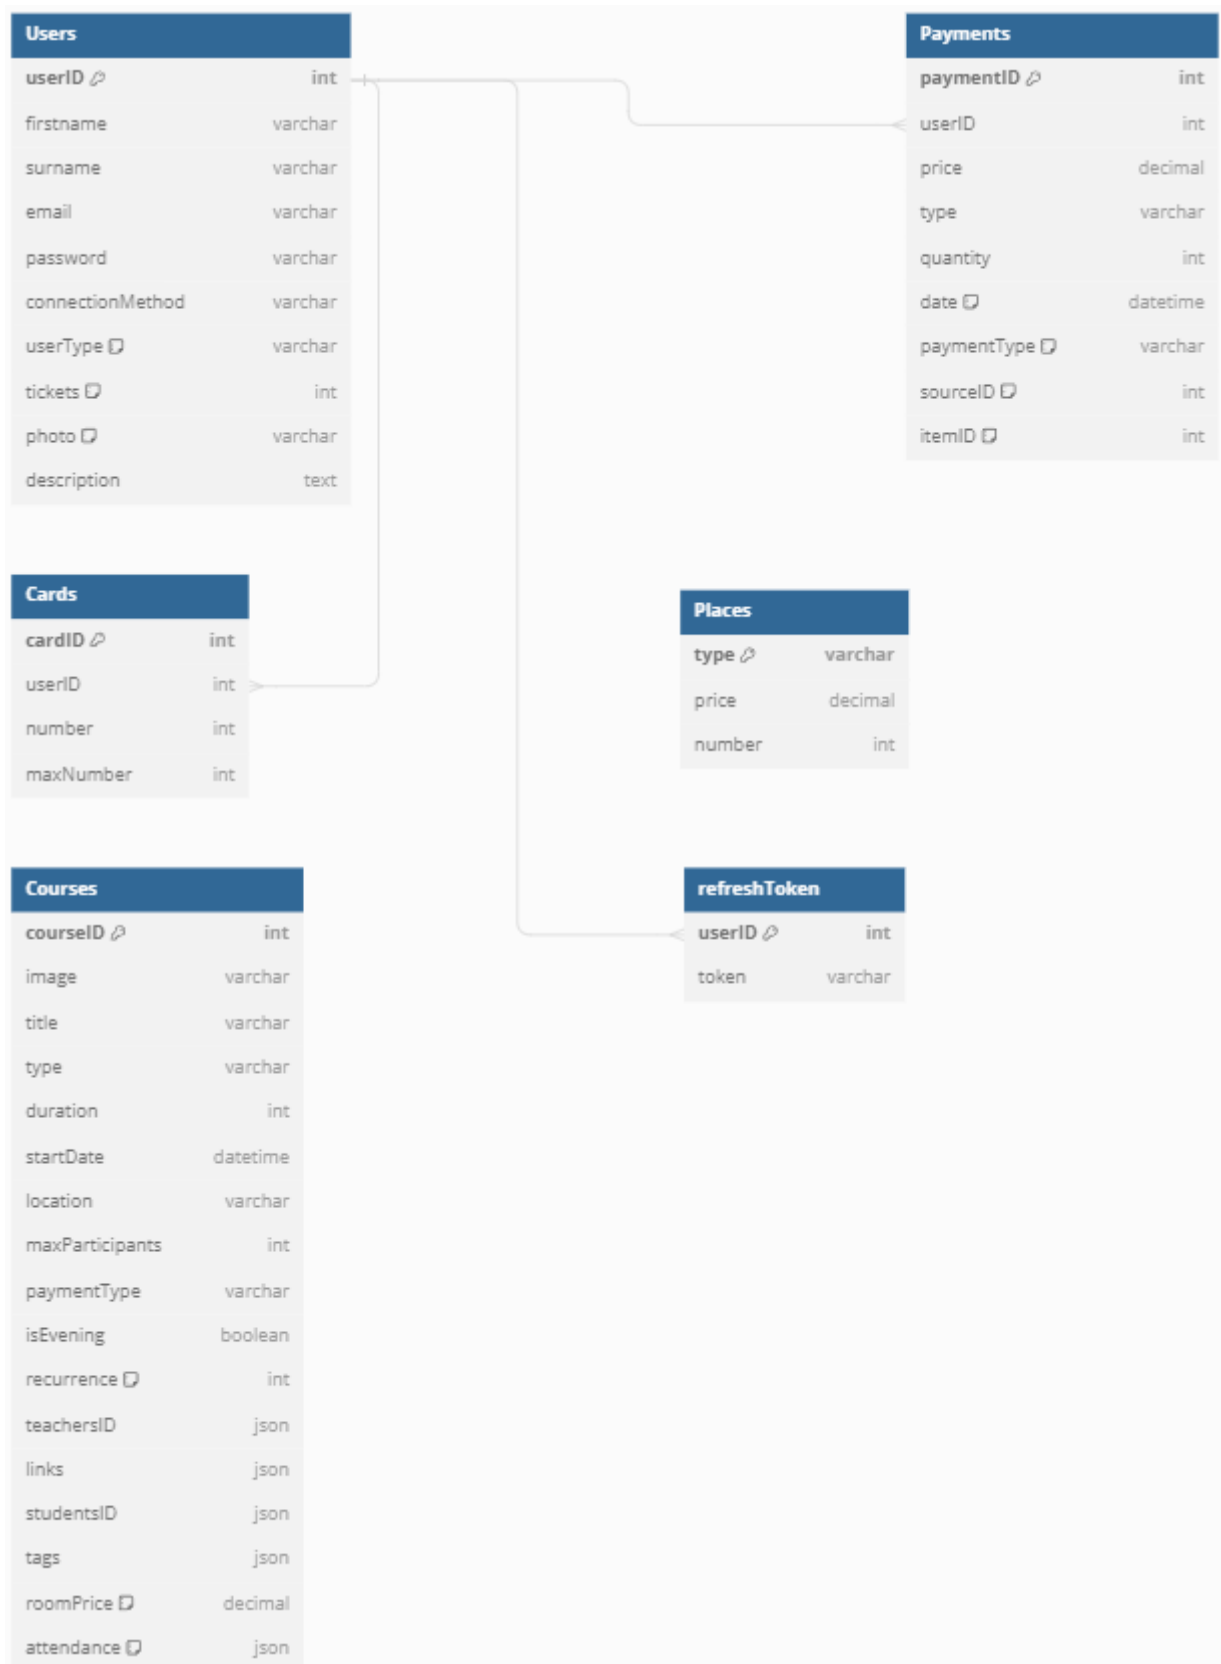 Users
userID int
firstname varchar
surname varchar
email varchar
password varchar
connectionMethod varchar
userType varchar
tickets int
photo varchar
description text
Payments
paymentID int
userID int
price decimal
type varchar
quantity int
date datetime
paymentType varchar
sourceID int
itemID int
Cards
cardID int
userID int
number int
maxNumber int
Places
type varchar
price decimal
number int
Courses
courseID int
image varchar
title varchar
type varchar
duration int
startDate datetime
location varchar
maxParticipants int
paymentType varchar
isEvening boolean
recurrence int
teachersID json
links json
studentsID json
tags json
roomPrice decimal
attendance json
refreshToken
userID int
token varchar